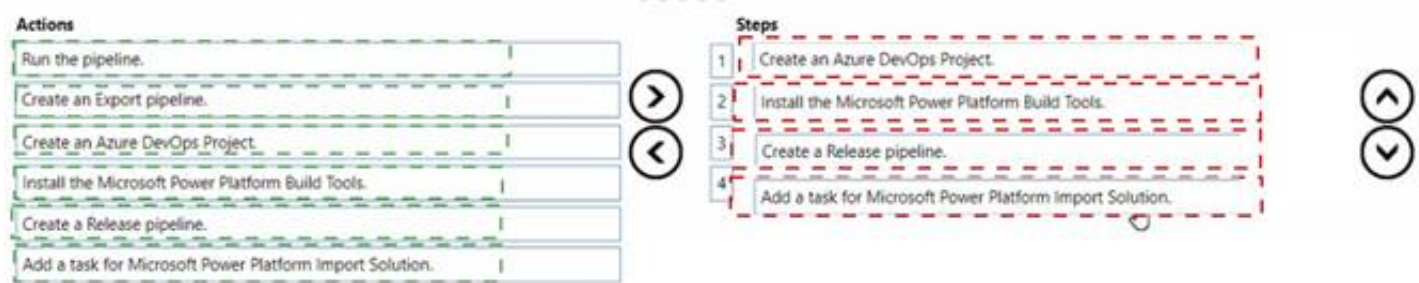 Actions
Run the pipeline.
Create an Export pipeline.
Create an Azure DevOps Project.
Install the Microsoft Power Platform Build Tools.
Create a Release pipeline.
Add a task for Microsoft Power Platform Import Solution.
Steps
1 Create an Azure DevOps Project.
2 Install the Microsoft Power Platform Build Tools.
3 Create a Release pipeline.
4 Add a task for Microsoft Power Platform Import Solution.